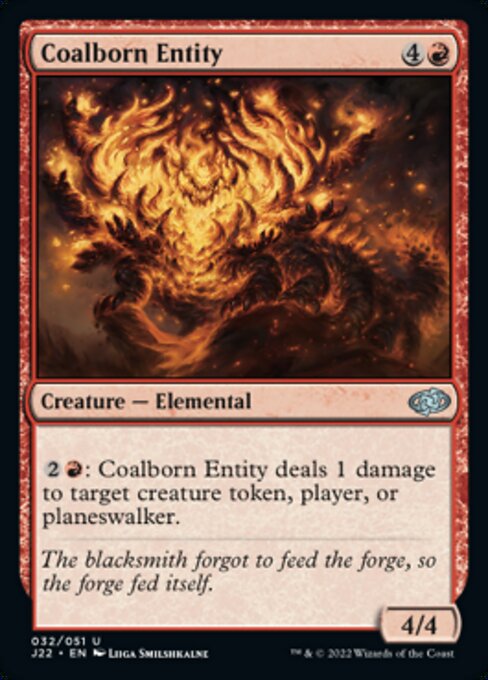 Coalborn Entity 4
Creature — Elemental
2 : Coalborn Entity deals 1 damage
to target creature token, player, or
planeswalker.
The blacksmith forgot to feed the forge, so
the forge fed itself.
4/4
032/051 U
J22 • EN Liiga Smilshkalne
™ & © 2022 Wizards of the Coast